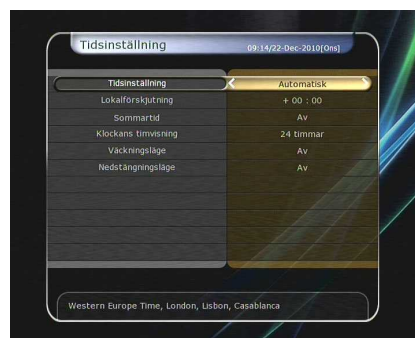 Tidsinställning 09:14/22-Dec-2010[Ons]
Tidsinställning Automatisk
Lokalförskjutning + 00 : 00
Sommartid Av
Klockans timvisning 24 timmar
Väckningsläge Av
Nedstängningsläge Av
Western Europe Time, London, Lisbon, Casablanca